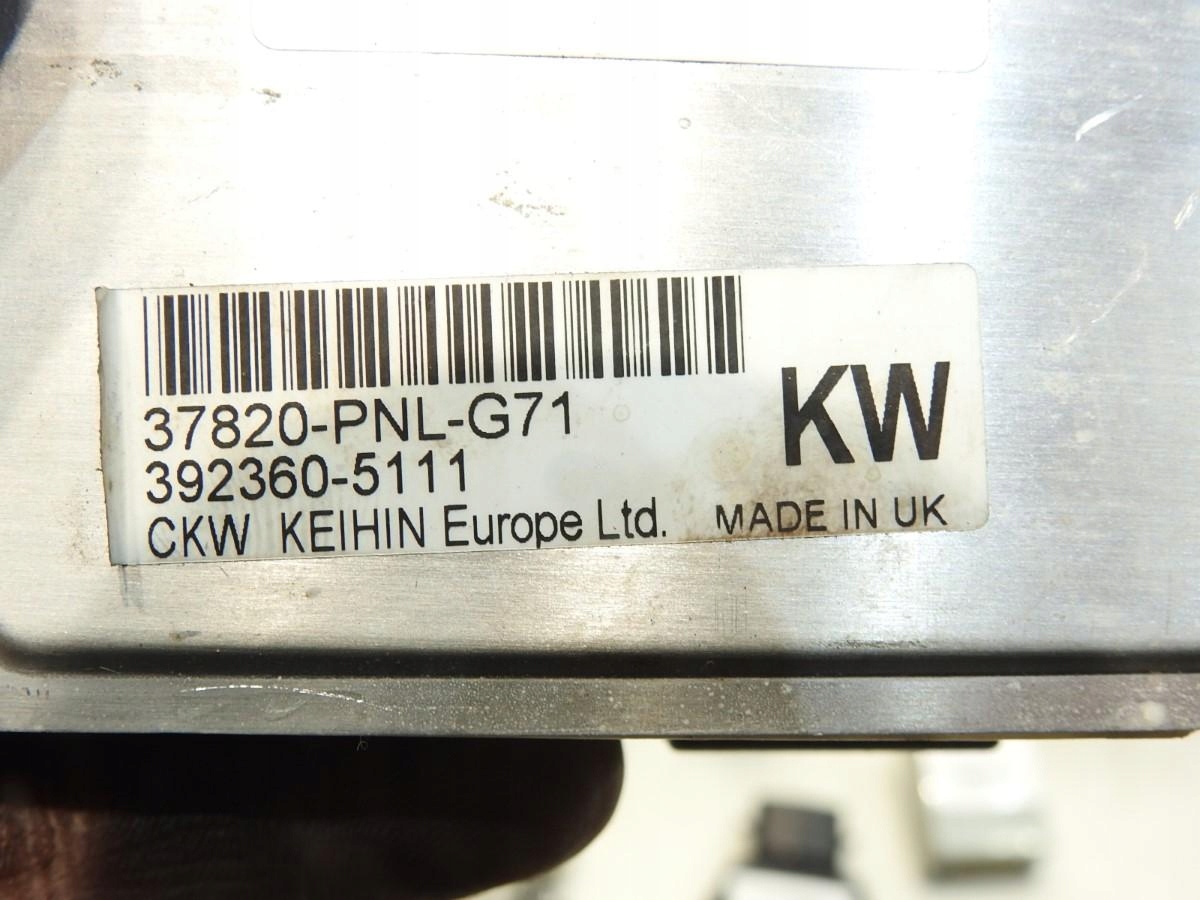 37820-PNL-G71
392360-5111
KW
CKW KEIHIN Europe Ltd. MADE IN UK